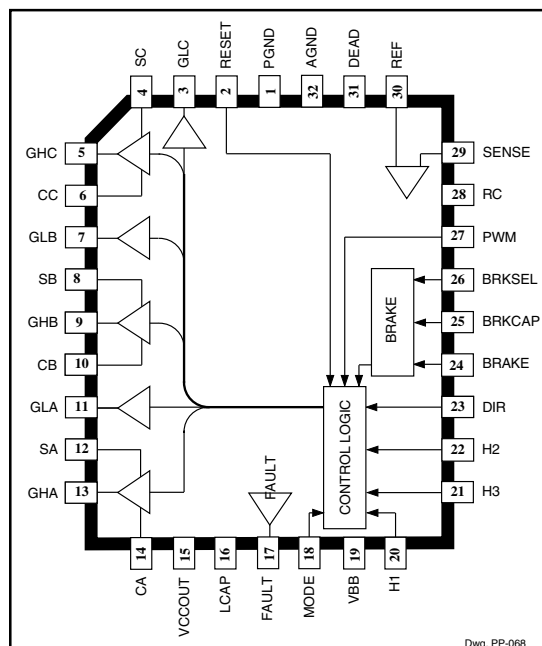 SC
GLC
RESET
PGND
AGND
DEAD
REF
4
3
2
1
32
31
30
GHC 5
CC 6
GLB 7
SB 8
GHB 9
CB 10
GLA 11
SA 12
GHA 13
29 SENSE
28 RC
27 PWM
26 BRKSEL
25 BRKCAP
24 BRAKE
23 DIR
22 H2
21 H3
BRAKE
CONTROL LOGIC
FAULT
14
15
16
17
18
19
20
CA
VCCOUT
LCAP
FAULT
MODE
VBB
H1
Dwg. PP-068